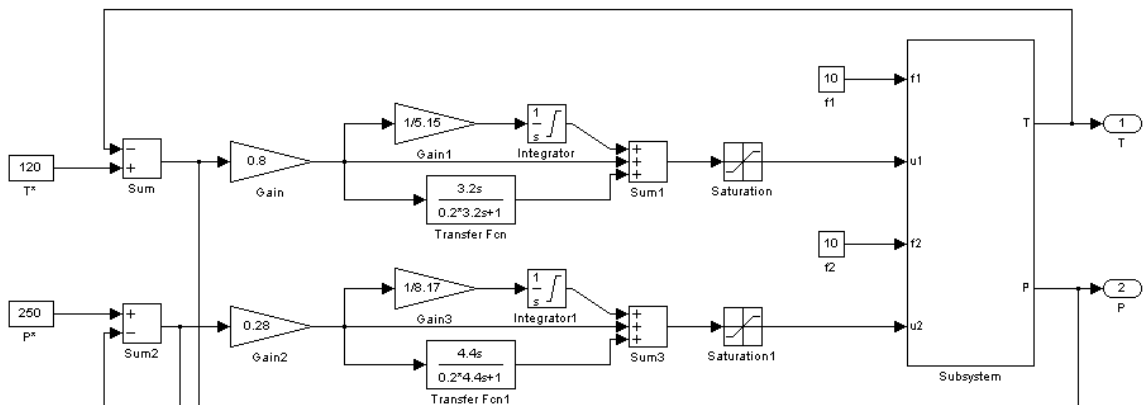 10
f1
f1
1/5.15
1
s
T
1
T
−
+
+
+
+
120
T*
Sum
0.8
Gain
Gain1
Integrator
Sum1
Saturation
u1
3.2s
0.2*3.2s+1
Transfer Fcn
10
f2
f2
1/8.17
1
s
P
2
P
250
P*
+
−
Sum2
0.28
Gain2
Gain3
Integrator1
+
+
+
Sum3
Saturation1
u2
4.4s
0.2*4.4s+1
Transfer Fcn1
Subsystem